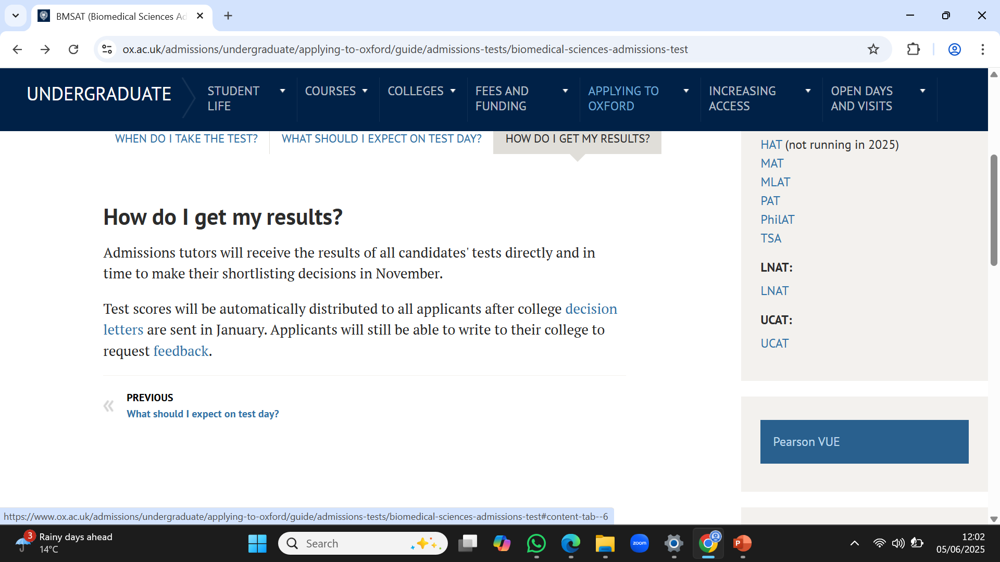 BMSAT (Biomedical Sciences Ad
ox.ac.uk/admissions/undergraduate/applying-to-oxford/guide/admissions-tests/biomedical-sciences-admissions-test
UNDERGRADUATE
STUDENT
LIFE
COURSES
COLLEGES
FEES AND
FUNDING
APPLYING TO
OXFORD
INCREASING
ACCESS
OPEN DAYS
AND VISITS
WHEN DO I TAKE THE TEST?
WHAT SHOULD I EXPECT ON TEST DAY?
HOW DO I GET MY RESULTS?
How do I get my results?
Admissions tutors will receive the results of all candidates' tests directly and in
time to make their shortlisting decisions in November.
Test scores will be automatically distributed to all applicants after college decision
letters are sent in January. Applicants will still be able to write to their college to
request feedback.
PREVIOUS
What should I expect on test day?
HAT (not running in 2025)
MAT
MLAT
PAT
PhilAT
TSA
LNAT:
LNAT
UCAT:
UCAT
Pearson VUE
https://www.ox.ac.uk/admissions/undergraduate/applying-to-oxford/guide/admissions-tests/biomedical-sciences-admissions-test#content-tab--6
3
Rainy days ahead
14°C
Search
zoom
P
12:02
05/06/2025